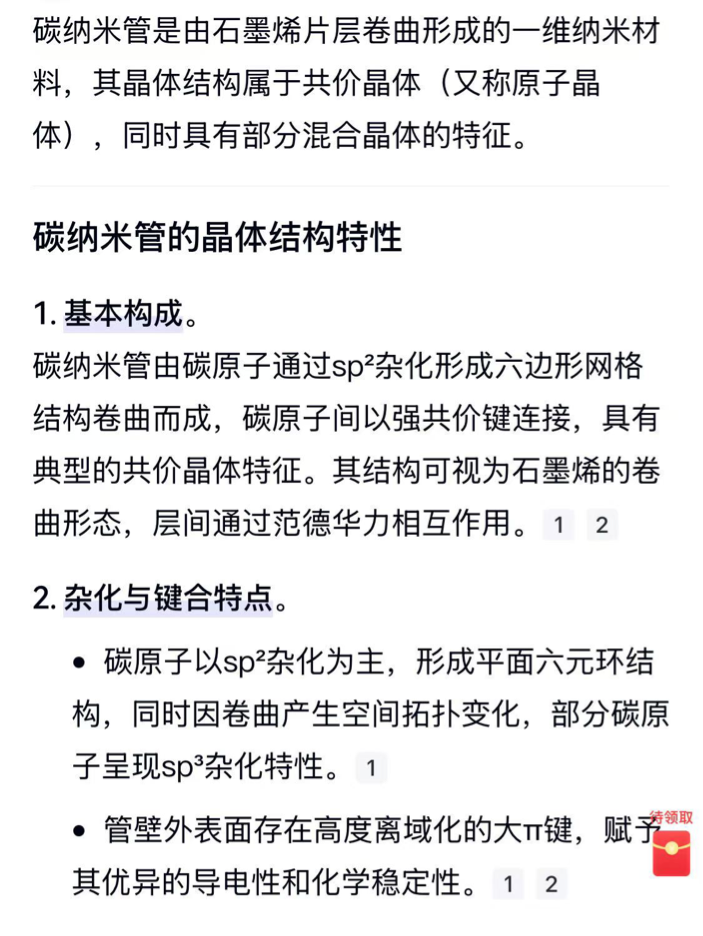 碳纳米管是由石墨烯片层卷曲形成的一维纳米材
料，其晶体结构属于共价晶体（又称原子晶
体），同时具有部分混合晶体的特征。
碳纳米管的晶体结构特性
1. 基本构成。
碳纳米管由碳原子通过sp²杂化形成六边形网格
结构卷曲而成，碳原子间以强共价键连接，具有
典型的共价晶体特征。其结构可视为石墨烯的卷
曲形态，层间通过范德华力相互作用。 1 2
2. 杂化与键合特点。
• 碳原子以sp²杂化为主，形成平面六元环结
构，同时因卷曲产生空间拓扑变化，部分碳原
子呈现sp³杂化特性。 1
待领取
• 管壁外表面存在高度离域化的大π键，赋予
其优异的导电性和化学稳定性。 1 2